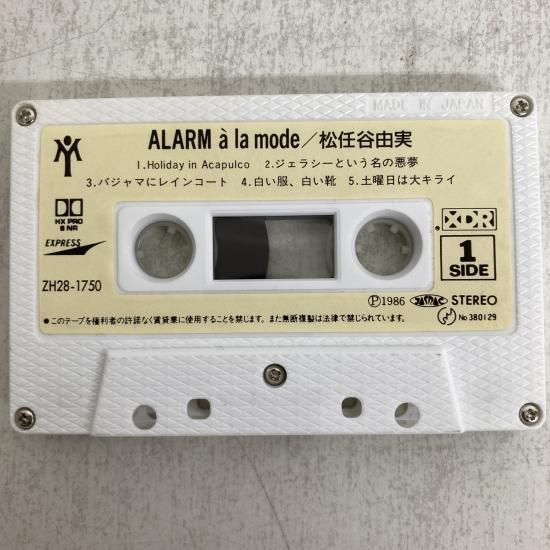 MADE IN JAPAN
ALARM à la mode／松任谷由実
1.Holiday in Acapulco 2.ジェラシーという名の悪夢
3.パジャマにレインコート 4.白い服、白い靴 5.土曜日は大キライ
HX PRO
B NR
EXPRESS
XDR
1
SIDE
ZH28-1750
Ⓟ1986 STEREO
●このテープを権利者の許諾なく賃貸業に使用することを禁じます。また無断複製は法律で禁じられています。
No380129